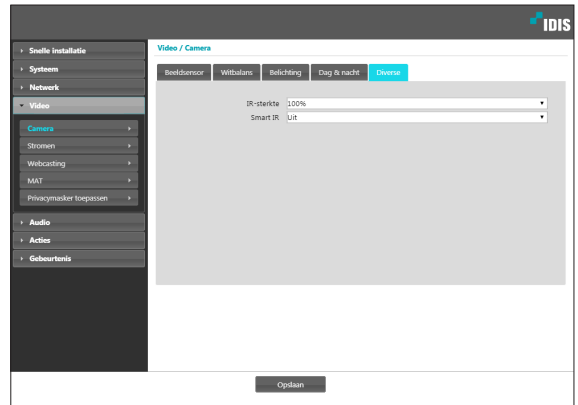 IDIS
Snelle installatie
Systeem
Netwerk
Video
Camera
Stromen
Webcasting
MAT
Privacymasker toepassen
Audio
Acties
Gebeurtenis
Video / Camera
Beeldsensor Witbalans Belichting Dag & nacht Diverse
IR-sterkte 100%
Smart IR Uit
Opslaan